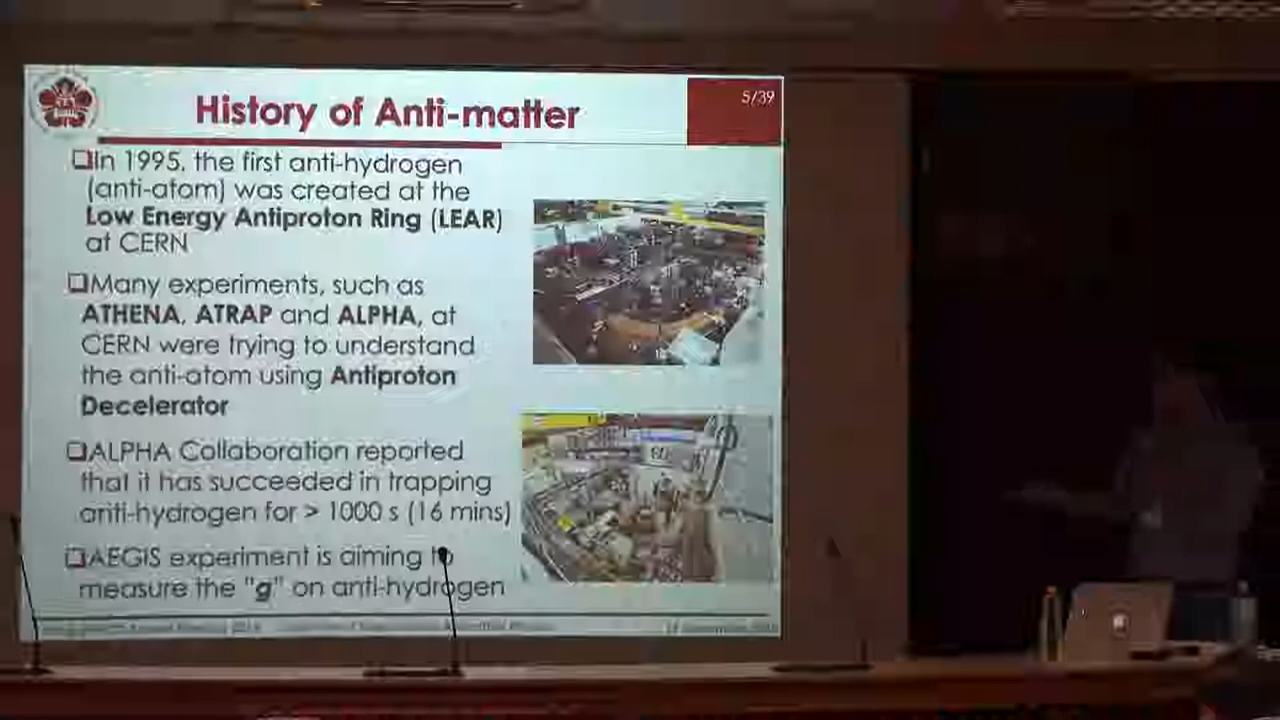 History of Anti-matter
5/39
❑In 1995, the first anti-hydrogen
(anti-atom) was created at the
Low Energy Antiproton Ring (LEAR)
at CERN
❑Many experiments, such as
ATHENA, ATRAP and ALPHA, at
CERN were trying to understand
the anti-atom using Antiproton
Decelerator
❑ALPHA Collaboration reported
that it has succeeded in trapping
anti-hydrogen for > 1000 s (16 mins)
❑AEGIS experiment is aiming to
measure the "g" on anti-hydrogen